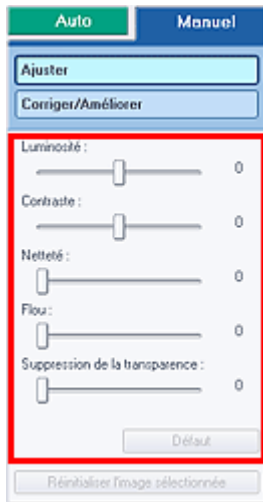 Auto Manuel
Ajuster
Corriger/Améliorer
Luminosité :
0
Contraste :
0
Netteté :
0
Flou :
0
Suppression de la transparence :
0
Défaut
Réinitialiser l'image sélectionnée